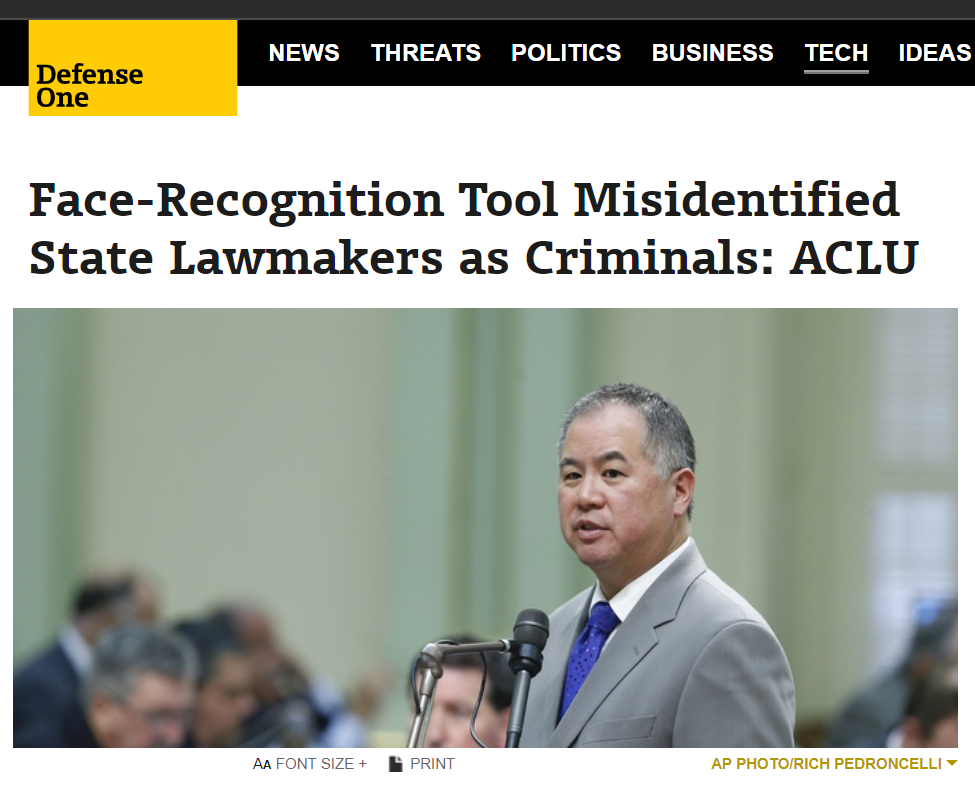 Defense
One
NEWS THREATS POLITICS BUSINESS TECH IDEAS
Face-Recognition Tool Misidentified
State Lawmakers as Criminals: ACLU
AA FONT SIZE + PRINT AP PHOTO/RICH PEDRONCELLI